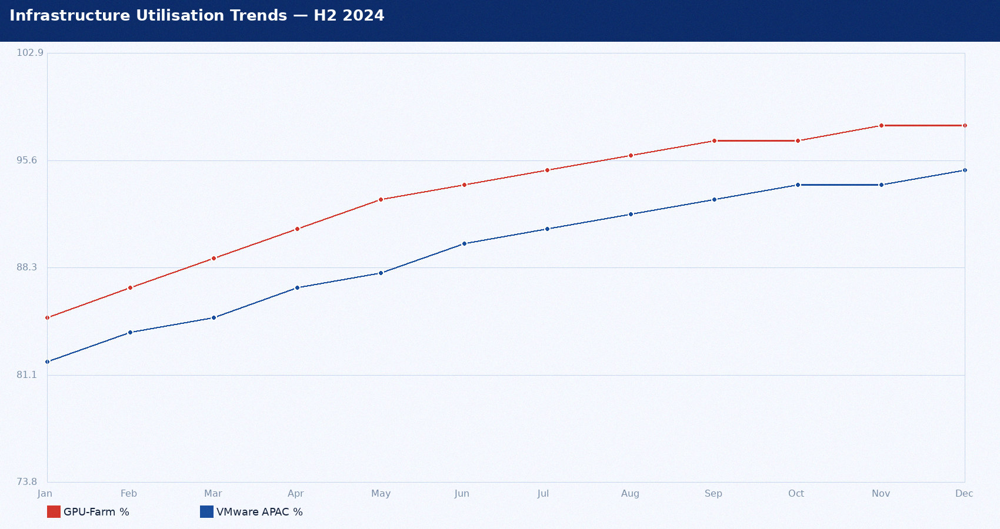 Infrastructure Utilisation Trends — H2 2024
102.9
95.6
88.3
81.1
73.8
Jan Feb Mar Apr May Jun Jul Aug Sep Oct Nov Dec
GPU-Farm % VMware APAC %